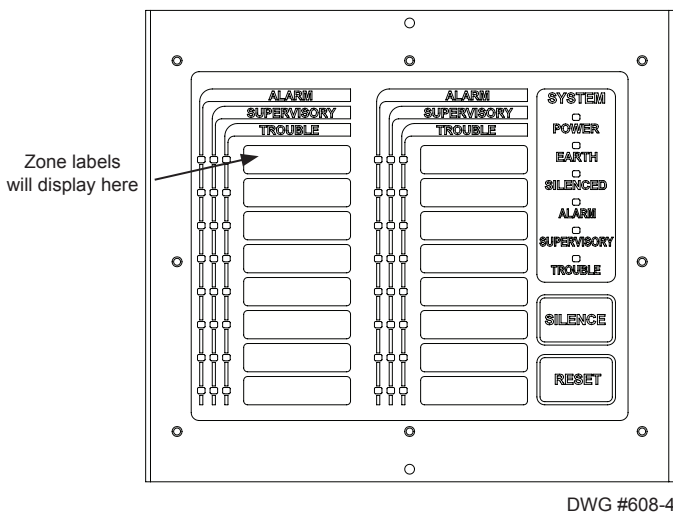 ALARM
SUPERVISORY
TROUBLE
Zone labels
will display here
ALARM
SUPERVISORY
TROUBLE
SYSTEM
POWER
EARTH
SILENCED
ALARM
SUPERVISORY
TROUBLE
SILENCE
RESET
DWG #608-4